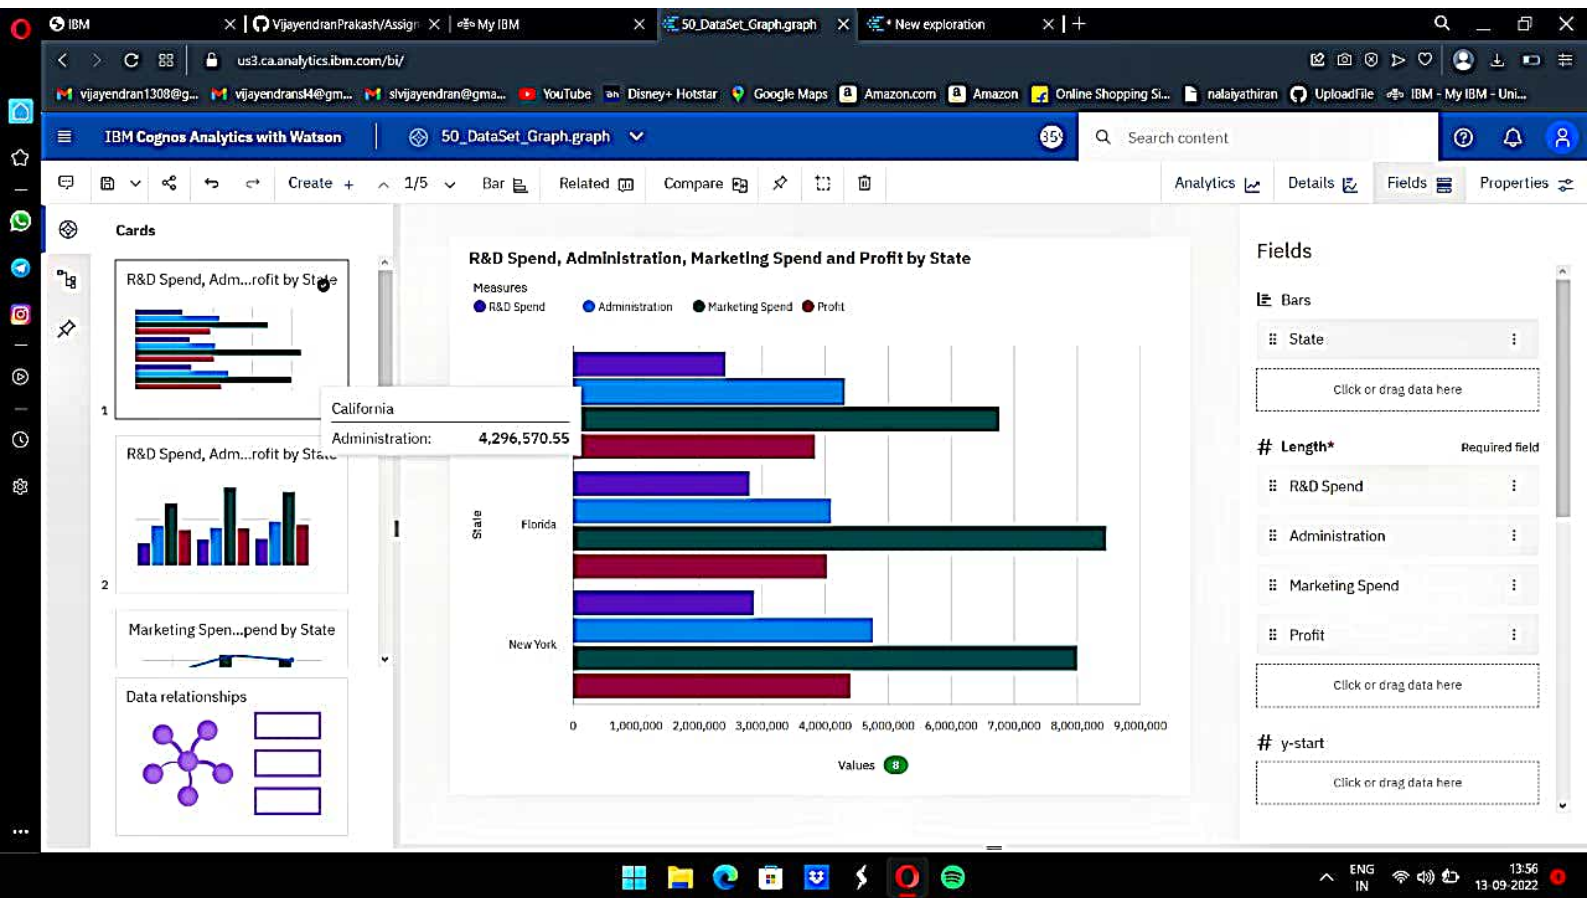 IBM
VijayendranPrakash/Assign
My IBM
50_DataSet_Graph.graph
* New exploration
us3.ca.analytics.ibm.com/bi/
vijayendran1308@g...
vijayendransl4@gm...
slvijayendran@gma...
YouTube
Disney+ Hotstar
Google Maps
Amazon.com
Amazon
Online Shopping Si...
nalaiyathiran
UploadFile
IBM - My IBM - Uni...
IBM Cognos Analytics with Watson
50_DataSet_Graph.graph
Search content
Create +
1/5
Bar
Related
Compare
Analytics
Details
Fields
Properties
Cards
R&D Spend, Adm...rofit by State
1
R&D Spend, Adm...rofit by State
2
Marketing Spen...pend by State
Data relationships
R&D Spend, Administration, Marketing Spend and Profit by State
Measures
R&D Spend
Administration
Marketing Spend
Profit
California
Administration: 4,296,570.55
State
Florida
New York
0 1,000,000 2,000,000 3,000,000 4,000,000 5,000,000 6,000,000 7,000,000 8,000,000 9,000,000
Values 8
Fields
Bars
State
Click or drag data here
# Length*
Required field
R&D Spend
Administration
Marketing Spend
Profit
Click or drag data here
# y-start
Click or drag data here
ENG
IN
13:56
13-09-2022